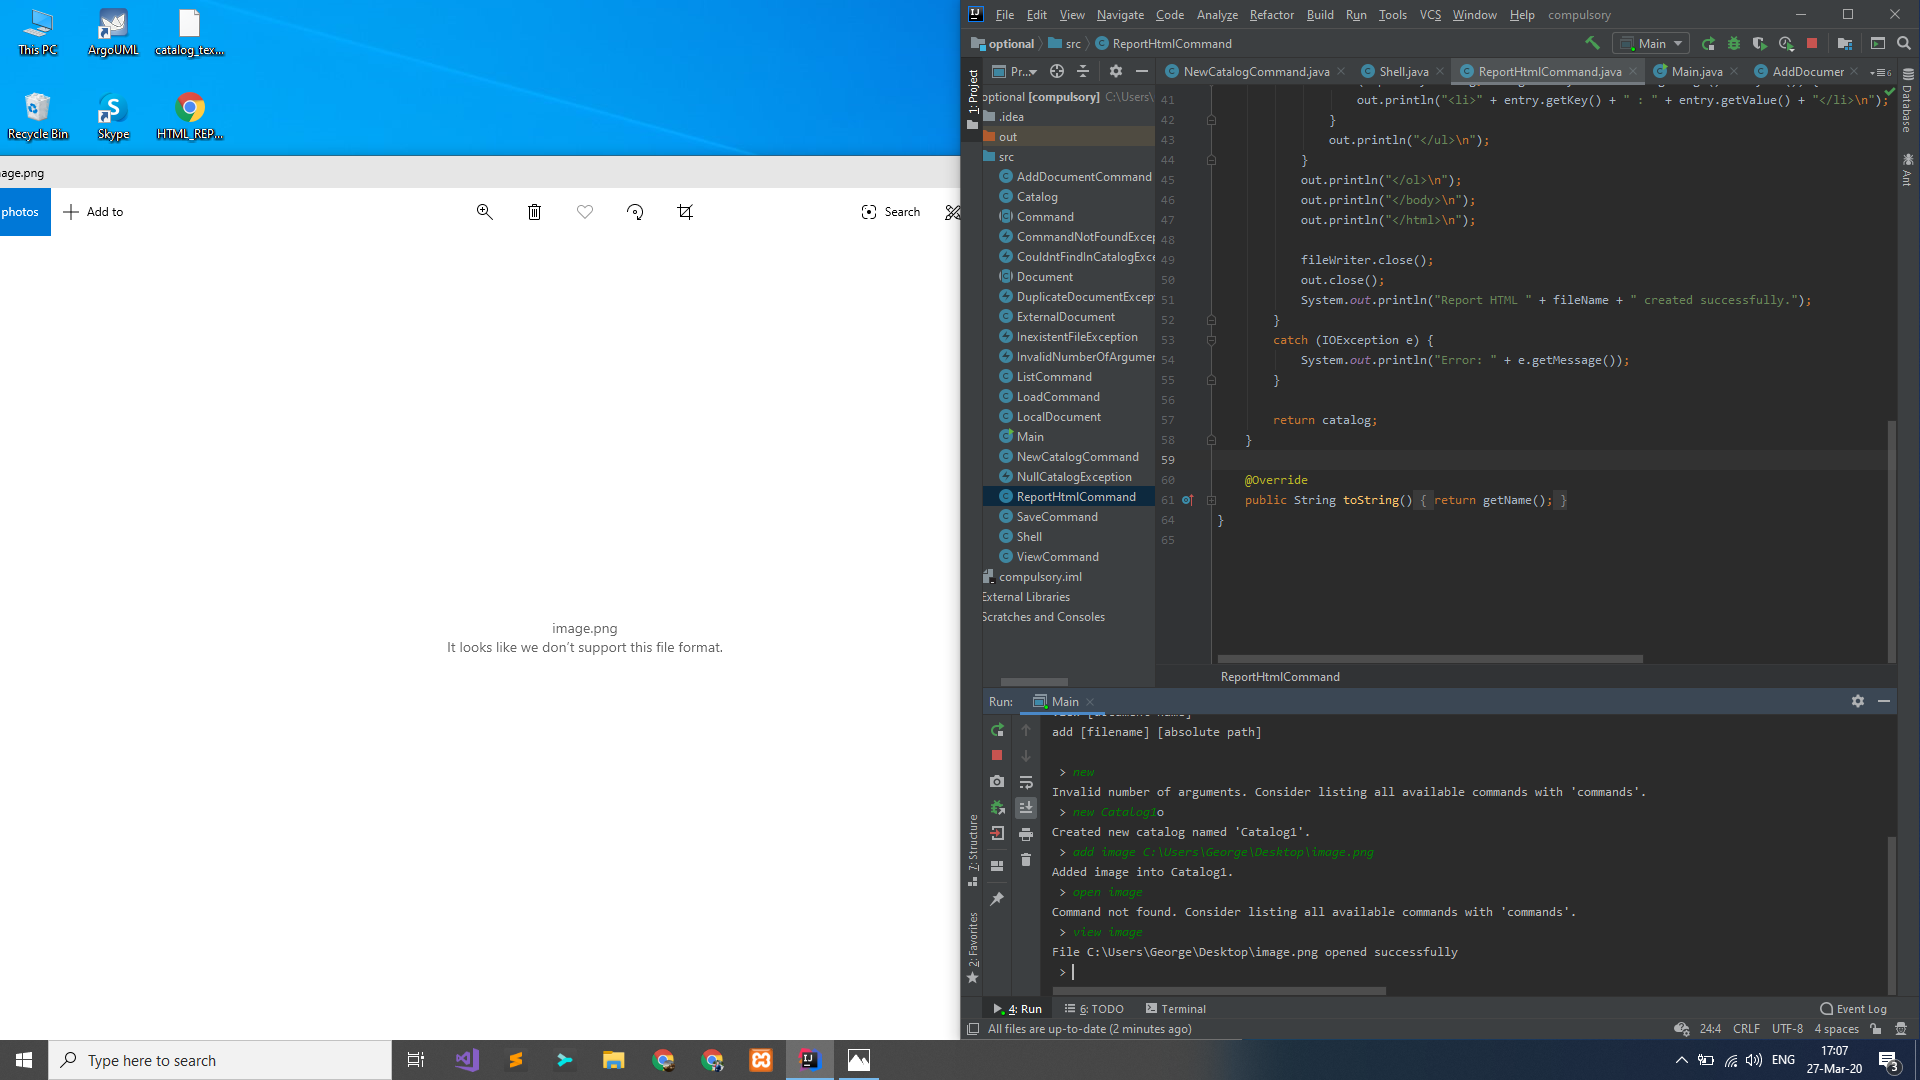 This PC
ArgoUML
catalog_tex...
Recycle Bin
Skype
HTML_REP...
age.png
photos
Add to
Search
image.png
It looks like we don't support this file format.
File Edit View Navigate Code Analyze Refactor Build Run Tools VCS Window Help compulsory
optional src ReportHtmlCommand
Main
1: Project
Pr...
NewCatalogCommand.java
Shell.java
ReportHtmlCommand.java
Main.java
AddDocumer
6
optional [compulsory] C:\Users\
.idea
out
src
AddDocumentCommand
Catalog
Command
CommandNotFoundExcep
CouldntFindInCatalogExce
Document
DuplicateDocumentExcept
ExternalDocument
InexistentFileException
InvalidNumberOfArgumer
ListCommand
LoadCommand
LocalDocument
Main
NewCatalogCommand
NullCatalogException
ReportHtmlCommand
SaveCommand
Shell
ViewCommand
compulsory.iml
External Libraries
Scratches and Consoles
41 out.println("<li>" + entry.getKey() + " : " + entry.getValue() + "</li>\n");
42 }
43 out.println("</ul>\n");
44 }
45 out.println("</ol>\n");
46 out.println("</body>\n");
47 out.println("</html>\n");
48
49 fileWriter.close();
50 out.close();
51 System.out.println("Report HTML " + fileName + " created successfully.");
52 }
53 catch (IOException e) {
54 System.out.println("Error: " + e.getMessage());
55 }
56
57 return catalog;
58 }
59
60 @Override
61 public String toString() { return getName(); }
64 }
65
ReportHtmlCommand
Database
Ant
Run: Main
add [filename] [absolute path]
> new
Invalid number of arguments. Consider listing all available commands with 'commands'.
> new Catalog1o
Created new catalog named 'Catalog1'.
> add image C:\Users\George\Desktop\image.png
Added image into Catalog1.
> open image
Command not found. Consider listing all available commands with 'commands'.
> view image
File C:\Users\George\Desktop\image.png opened successfully
>
7: Structure
2: Favorites
4: Run
6: TODO
Terminal
Event Log
All files are up-to-date (2 minutes ago)
24:4 CRLF UTF-8 4 spaces
Type here to search
ENG
17:07
27-Mar-20
3